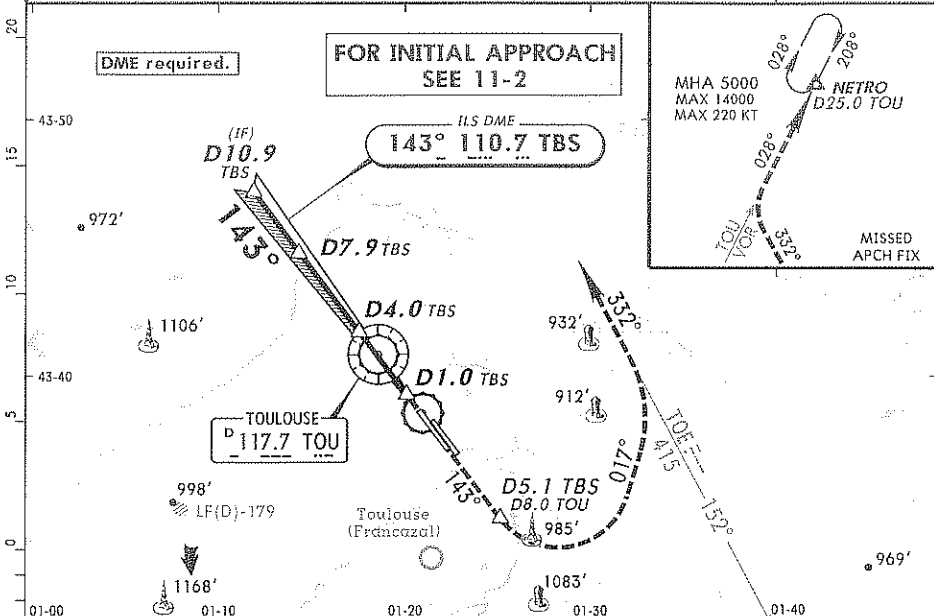 20
DME required.
FOR INITIAL APPROACH
SEE 11-2
43-50
15
972'
(IF)
D10.9
TBS
143°
ILS DME
143° 110.7 TBS
D7.9 TBS
028°
208°
MHA 5000
MAX 14000
MAX 220 KT
NETRO
D25.0 TOU
028°
TOU
VOR
332°
MISSED
APCH FIX
10
1106'
D4.0 TBS
332°
932'
43-40
D1.0 TBS
912'
5
TOULOUSE
D 117.7 TOU
017°
TOE
415
152°
143°
D5.1 TBS
D8.0 TOU
985'
998'
LF(D)-179
Toulouse
(Francazal)
0
1168'
1083'
969'
01-00
01-10
01-20
01-30
01-40